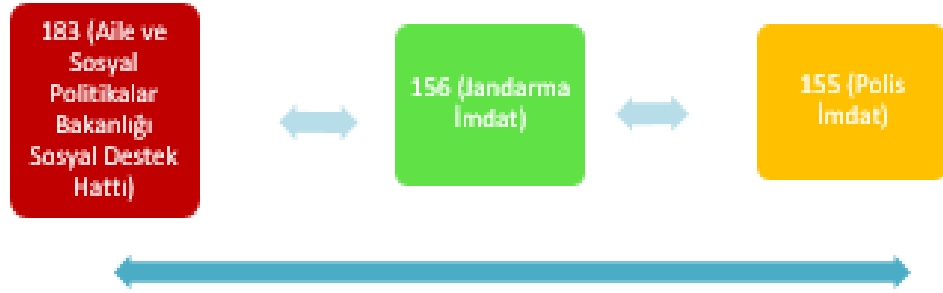 183 (Aile ve
Sosyal
Politikalar
Bakanlığı
Sosyal Destek
Hattı)
156 (Jandarma
İmdat)
155 (Polis
İmdat)